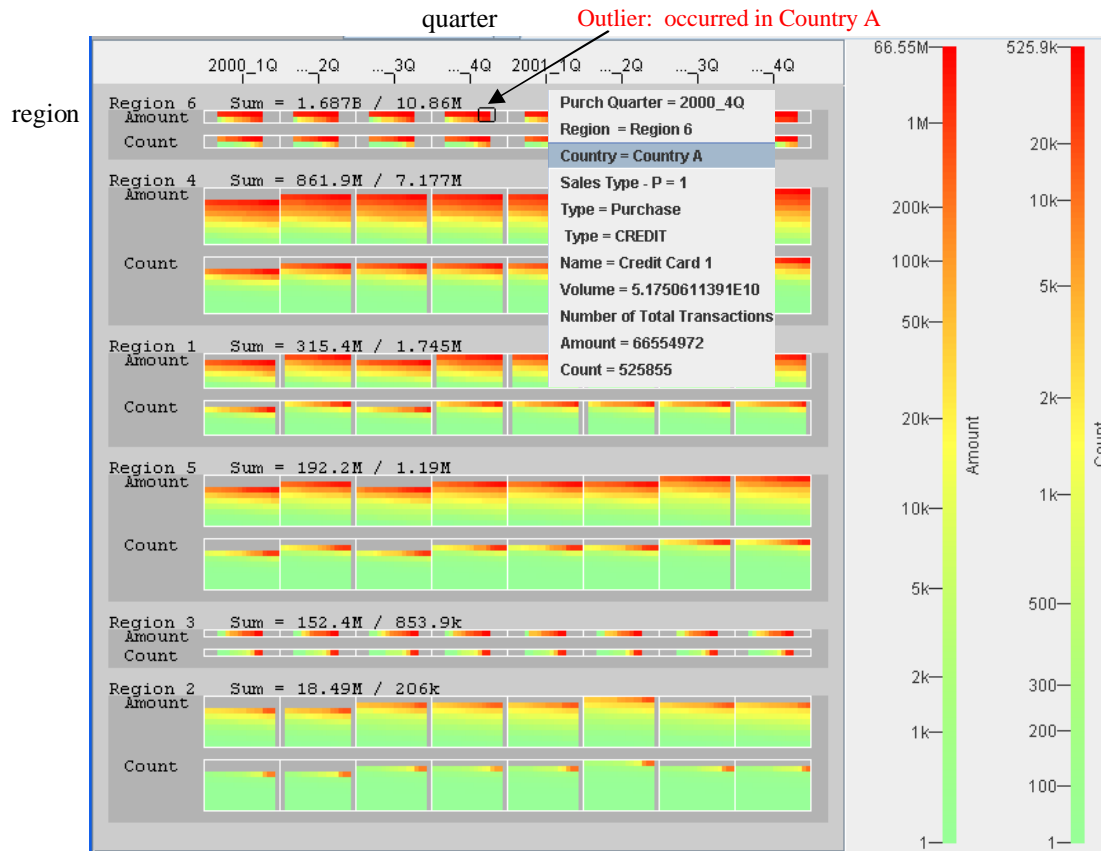 quarter
Outlier: occurred in Country A
region
2000_1Q ..._2Q ..._3Q ..._4Q 2001_1Q ..._2Q ..._3Q ..._4Q
Region 6 Sum = 1.687B / 10.86M
Amount
Count
Region 4 Sum = 861.9M / 7.177M
Amount
Count
Region 1 Sum = 315.4M / 1.745M
Amount
Count
Region 5 Sum = 192.2M / 1.19M
Amount
Count
Region 3 Sum = 152.4M / 853.9k
Amount
Count
Region 2 Sum = 18.49M / 206k
Amount
Count
Purch Quarter = 2000_4Q
Region = Region 6
Country = Country A
Sales Type - P = 1
Type = Purchase
Type = CREDIT
Name = Credit Card 1
Volume = 5.1750611391E10
Number of Total Transactions
Amount = 66554972
Count = 525855
66.55M
1M
200k
100k
50k
20k
10k
5k
2k
1k
1
Amount
525.9k
20k
10k
5k
2k
1k
500
300
200
100
1
Count